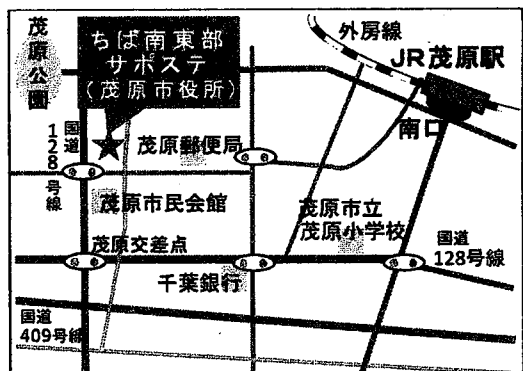 茂原公園
ちば南東部
サポステ
(茂原市役所)
外房線
JR茂原駅
南口
国道
128号線
茂原郵便局
茂原市民会館
茂原市立
茂原小学校
茂原交差点
国道
128号線
千葉銀行
国道
409号線